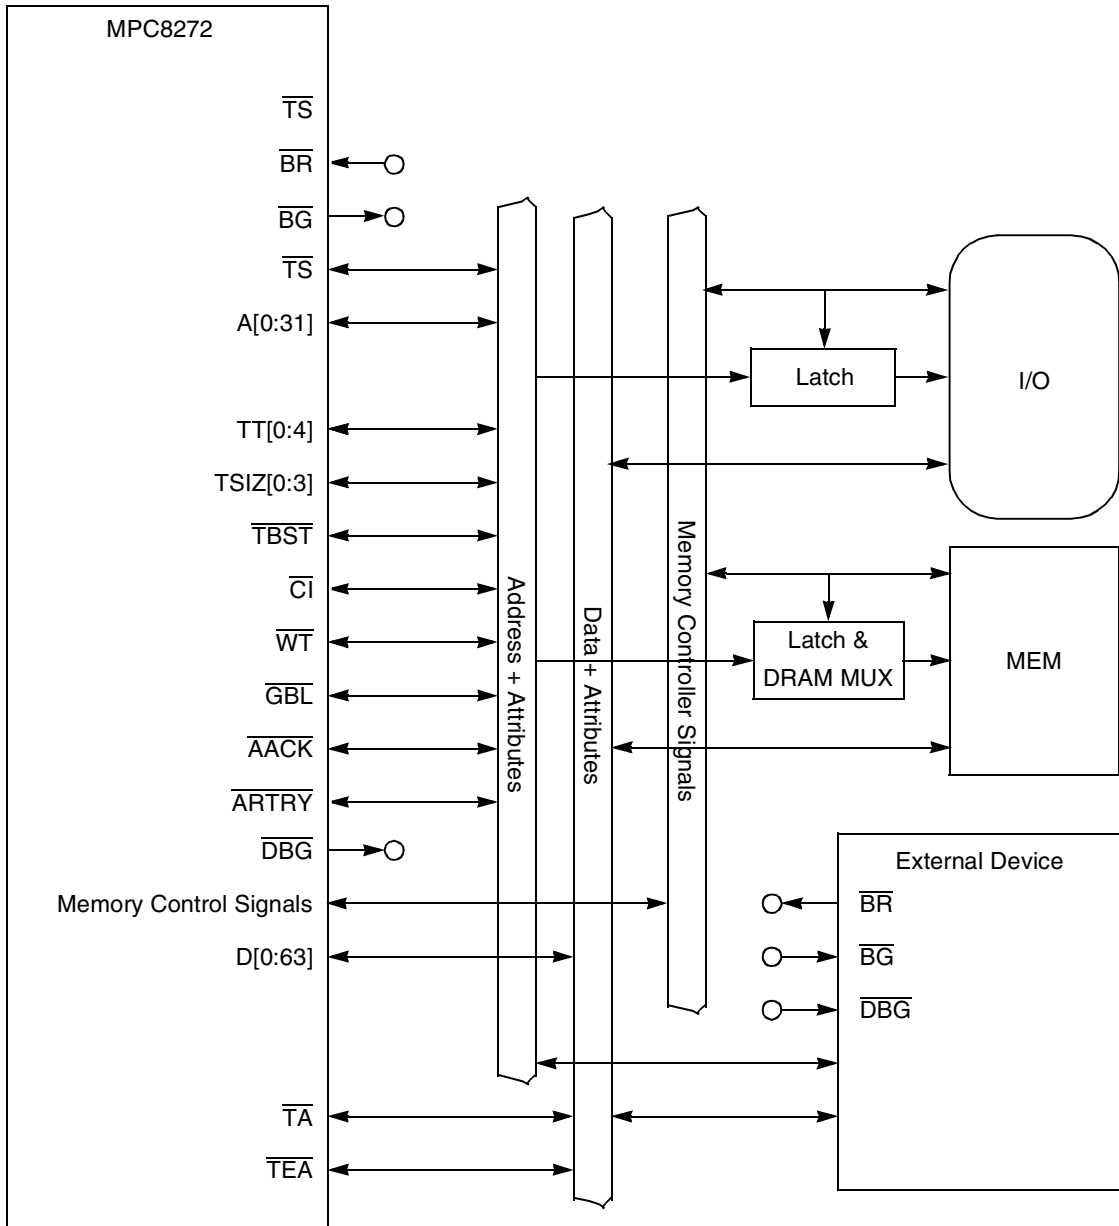 MPC8272
TS
BR
BG
TS
A[0:31]
TT[0:4]
TSIZ[0:3]
TBST
CI
WT
GBL
AACK
ARTRY
DBG
Memory Control Signals
D[0:63]
TA
TEA
Address + Attributes
Data + Attributes
Memory Controller Signals
Latch
I/O
Latch &
DRAM MUX
MEM
External Device
BR
BG
DBG